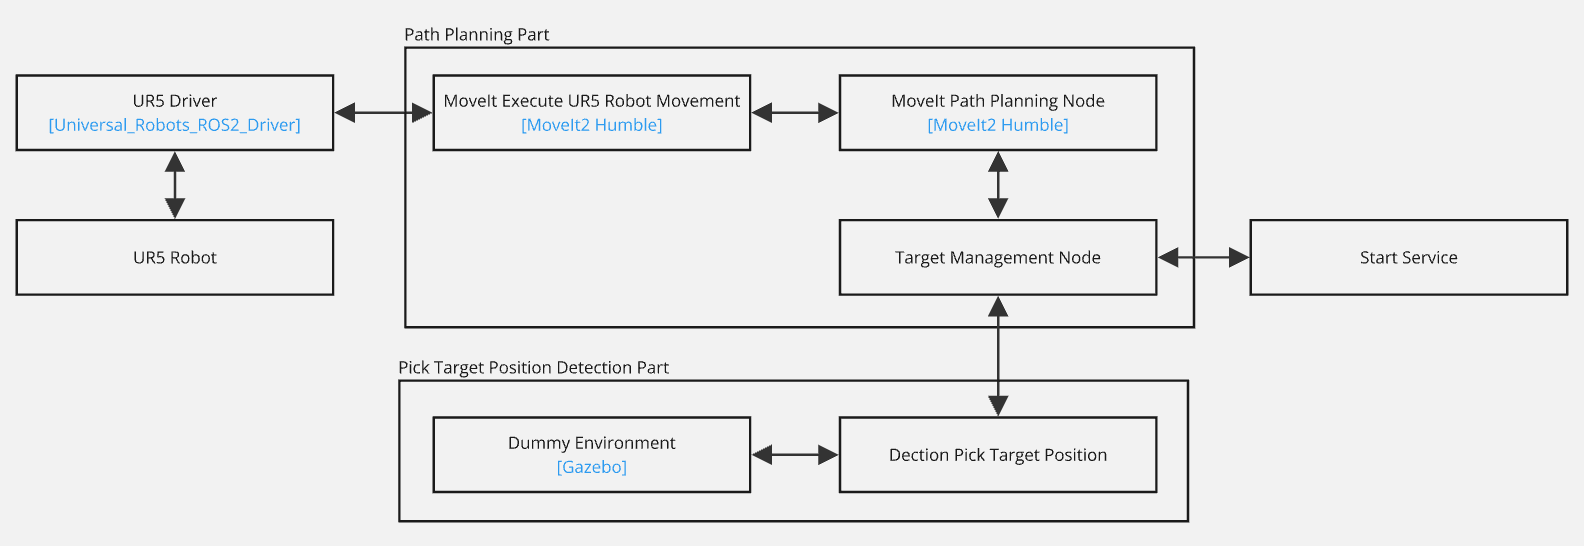 Path Planning Part
UR5 Driver
[Universal_Robots_ROS2_Driver]
MoveIt Execute UR5 Robot Movement
[MoveIt2 Humble]
MoveIt Path Planning Node
[MoveIt2 Humble]
UR5 Robot
Target Management Node
Start Service
Pick Target Position Detection Part
Dummy Environment
[Gazebo]
Dection Pick Target Position